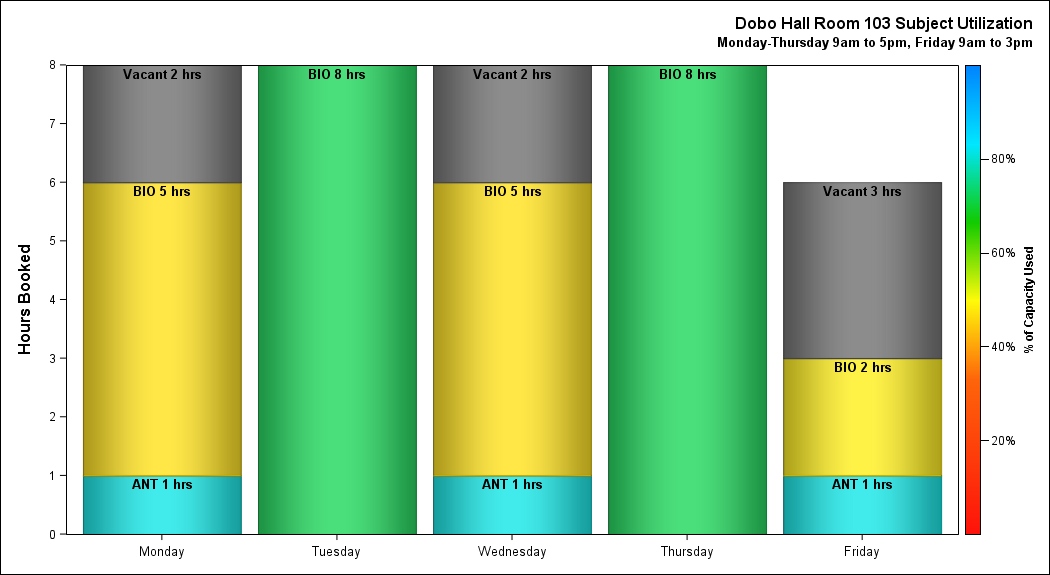 Dobo Hall Room 103 Subject Utilization
Monday-Thursday 9am to 5pm, Friday 9am to 3pm
Hours Booked
8
7
6
5
4
3
2
1
0
Vacant 2 hrs
BIO 5 hrs
ANT 1 hrs
BIO 8 hrs
Vacant 2 hrs
BIO 5 hrs
ANT 1 hrs
BIO 8 hrs
Vacant 3 hrs
BIO 2 hrs
ANT 1 hrs
Monday
Tuesday
Wednesday
Thursday
Friday
80%
60%
40%
20%
% of Capacity Used